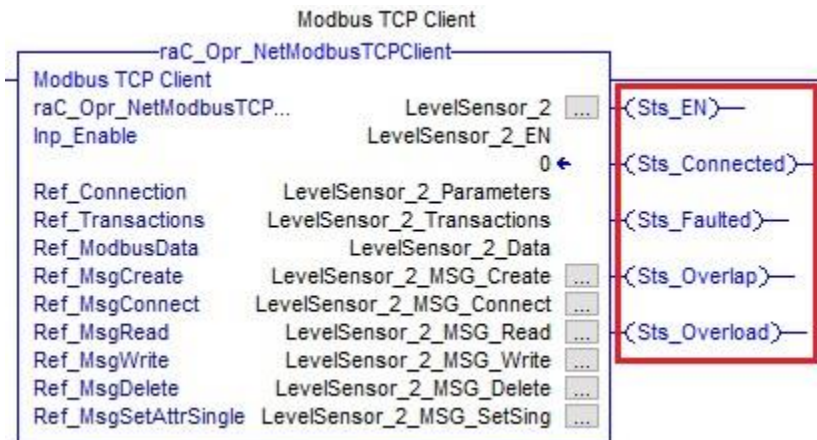 Modbus TCP Client
raC_Opr_NetModbusTCPClient
Modbus TCP Client
raC_Opr_NetModbusTCP... LevelSensor_2 ... Sts_EN
Inp_Enable LevelSensor_2_EN
0 Sts_Connected
Ref_Connection LevelSensor_2_Parameters
Ref_Transactions LevelSensor_2_Transactions Sts_Faulted
Ref_ModbusData LevelSensor_2_Data
Ref_MsgCreate LevelSensor_2_MSG_Create ... Sts_Overlap
Ref_MsgConnect LevelSensor_2_MSG_Connect ...
Ref_MsgRead LevelSensor_2_MSG_Read ... Sts_Overload
Ref_MsgWrite LevelSensor_2_MSG_Write ...
Ref_MsgDelete LevelSensor_2_MSG_Delete ...
Ref_MsgSetAttrSingle LevelSensor_2_MSG_SetSing ...